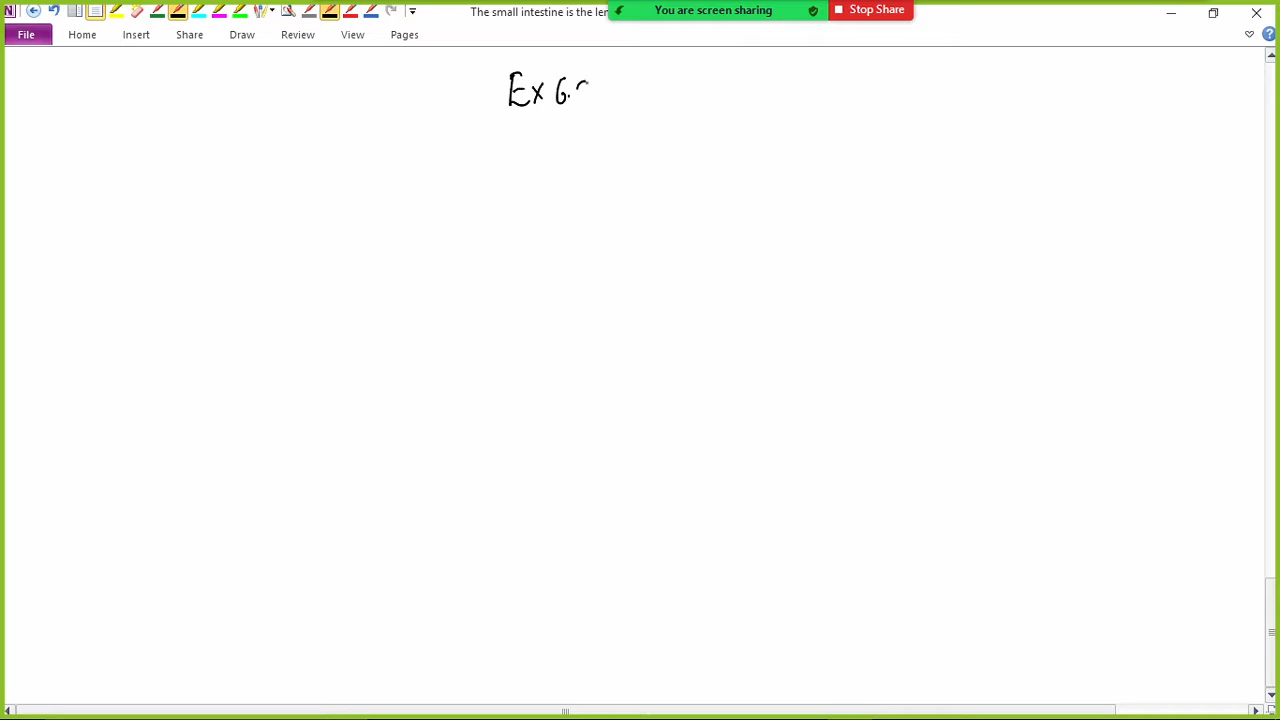 The small intestine is the len
You are screen sharing
Stop Share
File Home Insert Share Draw Review View Pages
Ex 6.